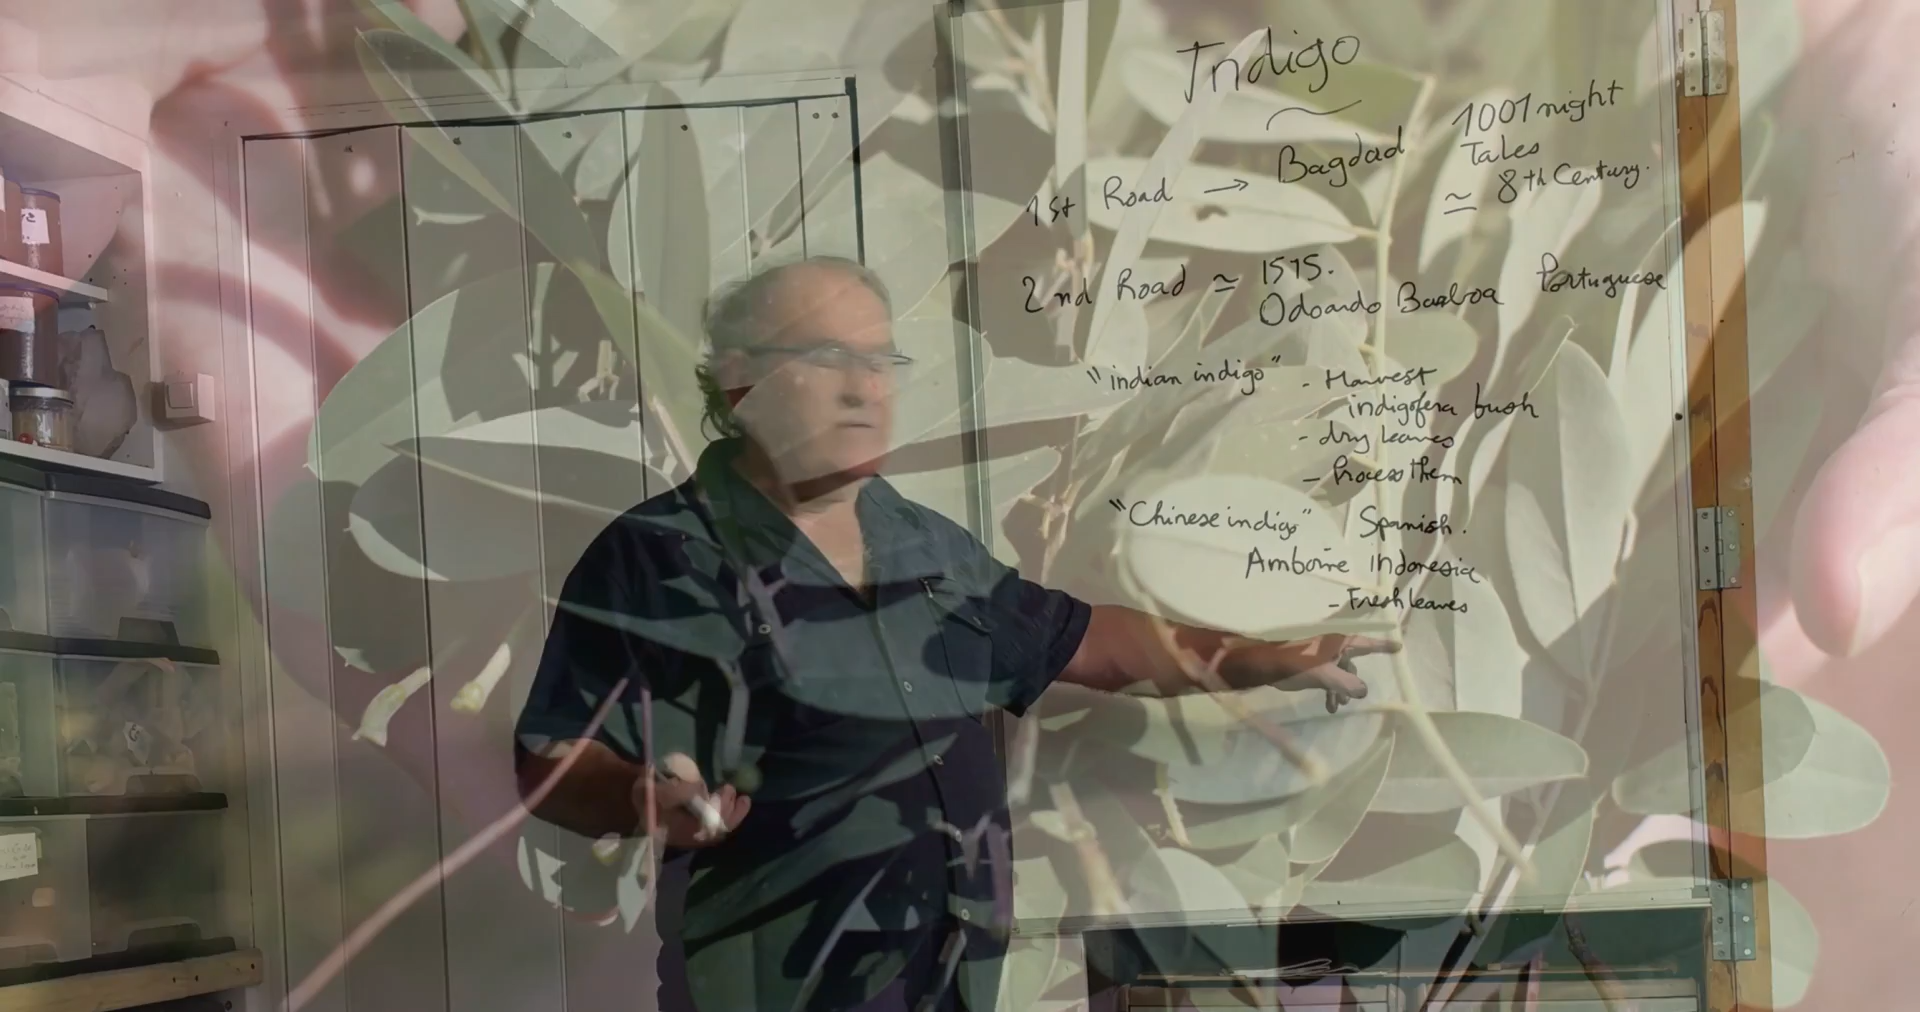 Indigo
Bagdad
1001 night
Tales
≃ 8th Century.
1st Road →
2nd Road ≃ 1515.
Odoardo Barboa Portuguese
"indian indigo" - Harvest
indigofera bush
- dry leaves
- Process them
"Chinese indigo" Spanish.
Amboine indonesia
- Fresh leaves